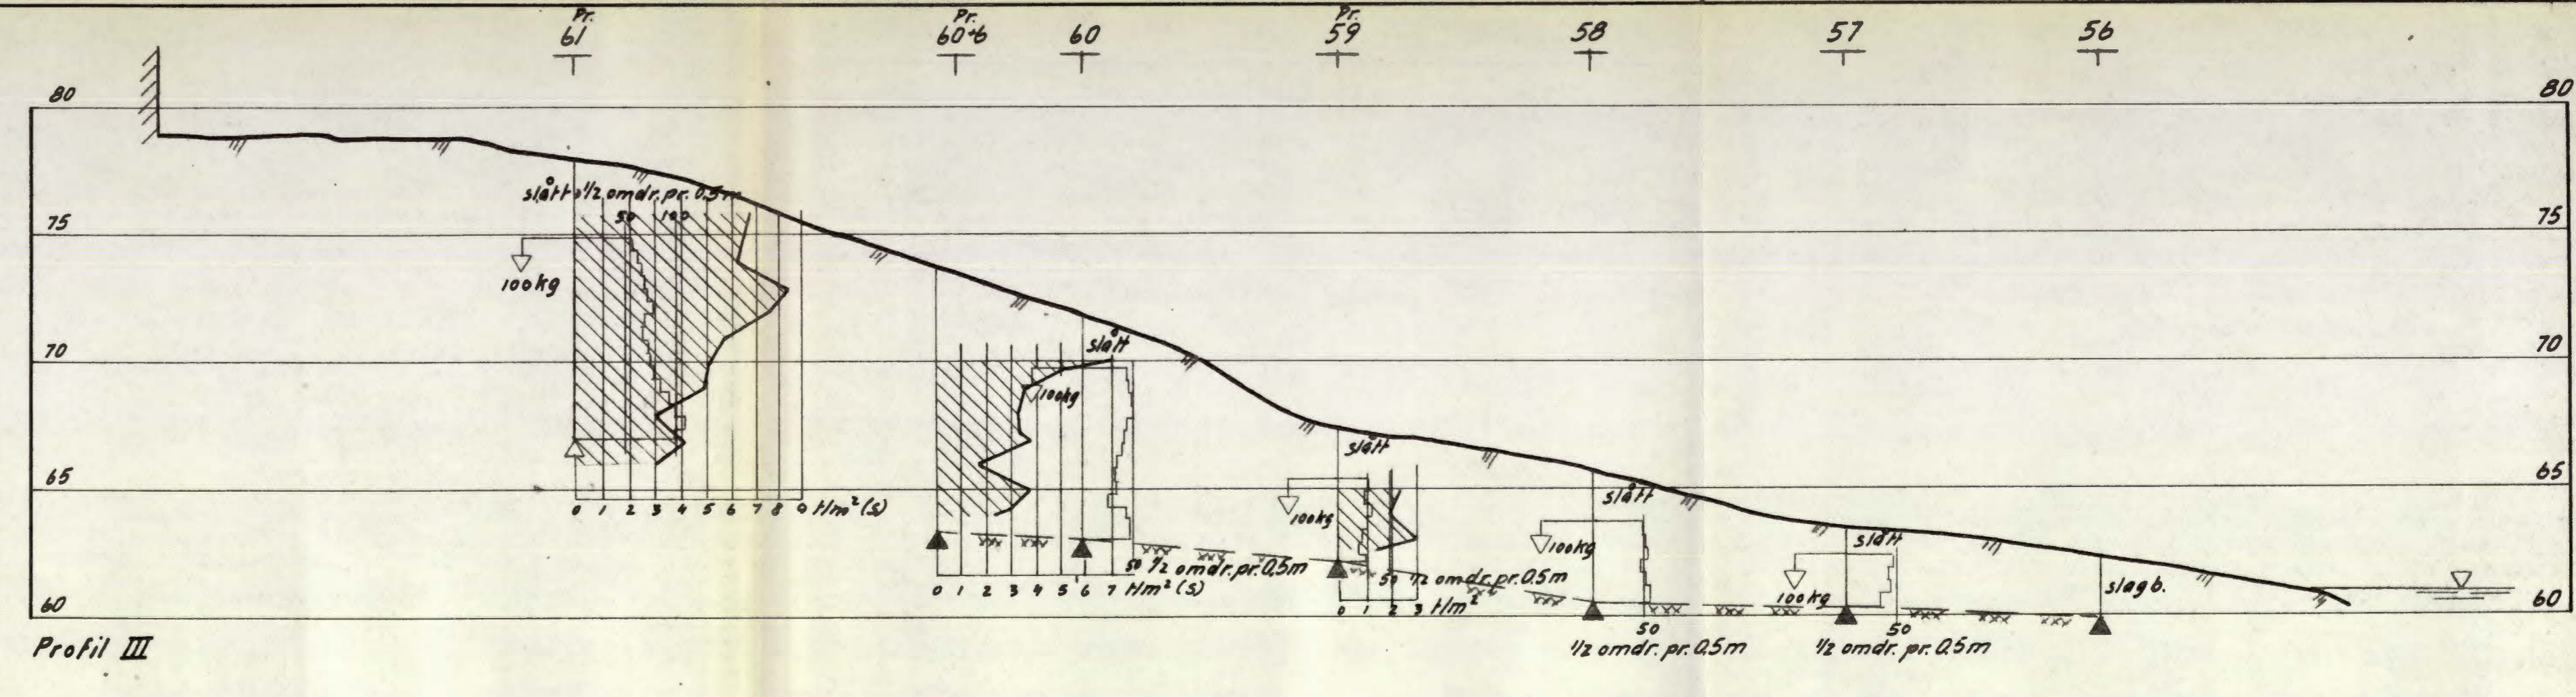 Pr. Pr. Pr.
61 60+6 60 59 58 57 56
80 80
slått ½ omdr. pr. 0.5m
50 100
75 75
100kg
70 slått 70
100kg
slått
65 65
slått
0 1 2 3 4 5 6 7 8 9 t/m² (s)
100kg
100kg
slått
50 ½ omdr. pr. 0.5m
50 ½ omdr. pr. 0.5m
0 1 2 3 4 5 6 7 t/m² (s)
100kg
slagb.
60 0 1 2 3 t/m² 60
50 50
½ omdr. pr. 0.5m ½ omdr. pr. 0.5m
Profil III